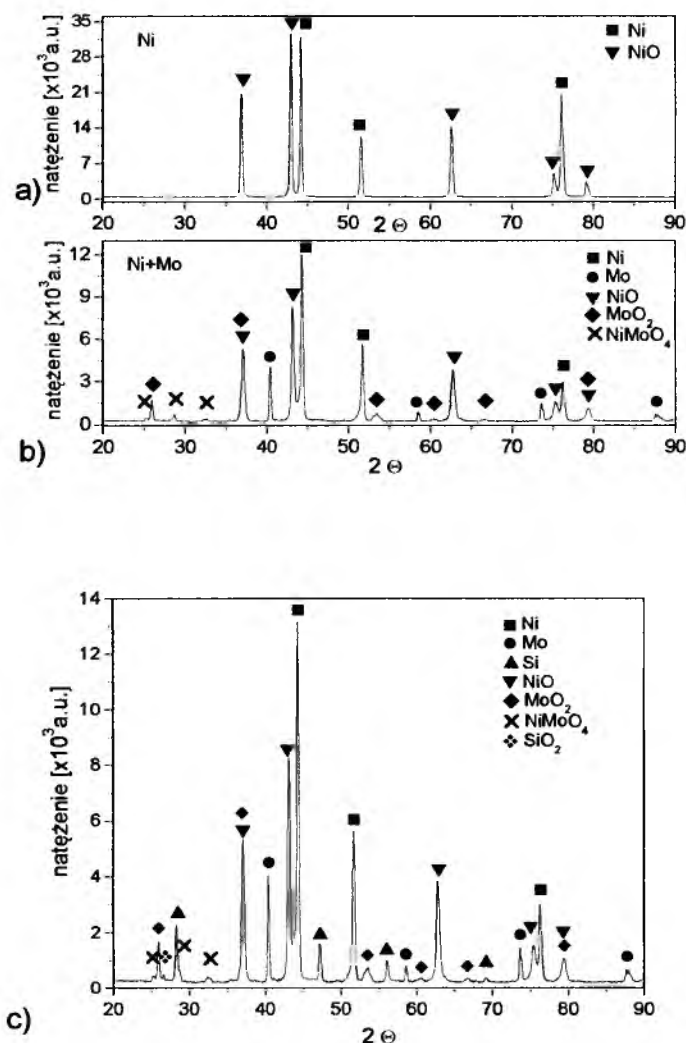 natężenie [x10³a.u.]
35
28
21
14
7
0
Ni
■ Ni
▼ NiO
20 30 40 50 60 70 80 90
2 Θ
a)
natężenie [x10³a.u.]
12
9
6
3
0
Ni+Mo
■ Ni
● Mo
▼ NiO
◆ MoO₂
✕ NiMoO₄
20 30 40 50 60 70 80 90
2 Θ
b)
natężenie [x10³a.u.]
14
12
10
8
6
4
2
0
■ Ni
● Mo
▲ Si
▼ NiO
◆ MoO₂
✕ NiMoO₄
❖ SiO₂
20 30 40 50 60 70 80 90
2 Θ
c)